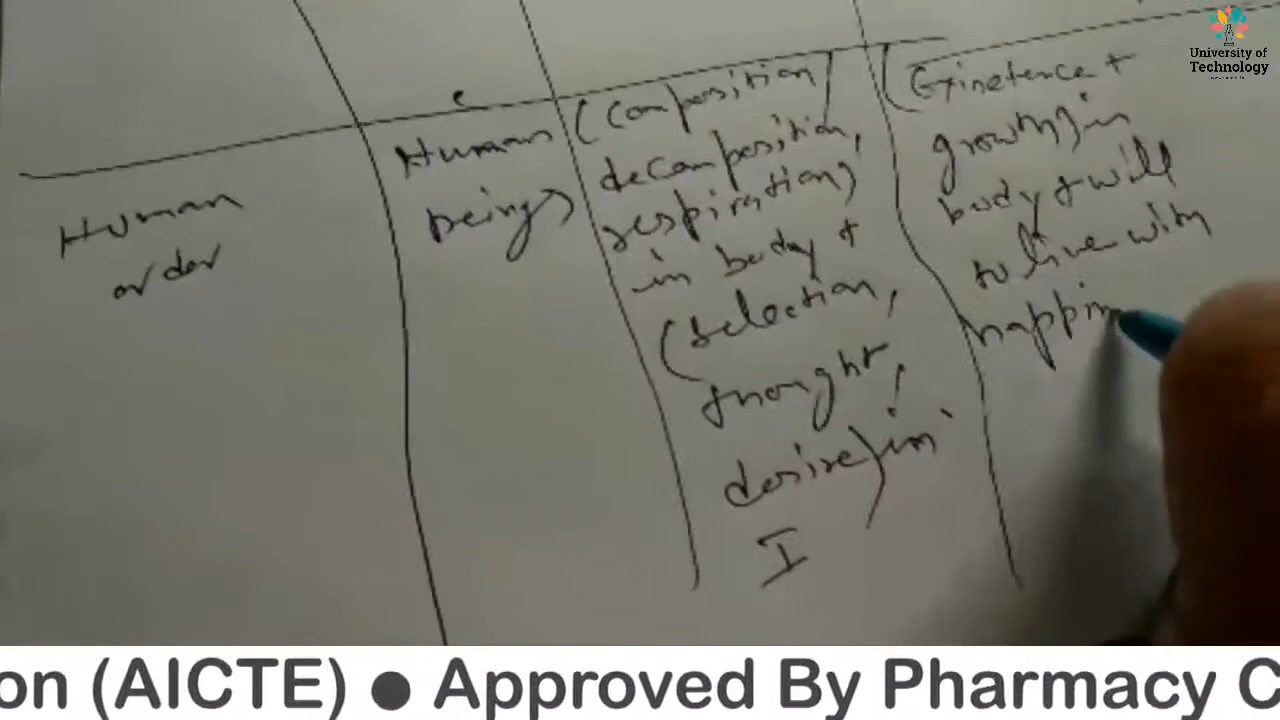 University of
Technology
Human
order
Human
beings
(Composition,
decomposition,
respiration)
in body +
(selection,
thought,
desire) in
I
(Existence +
growth) in
body + will
to live with
happin
on (AICTE) ● Approved By Pharmacy C